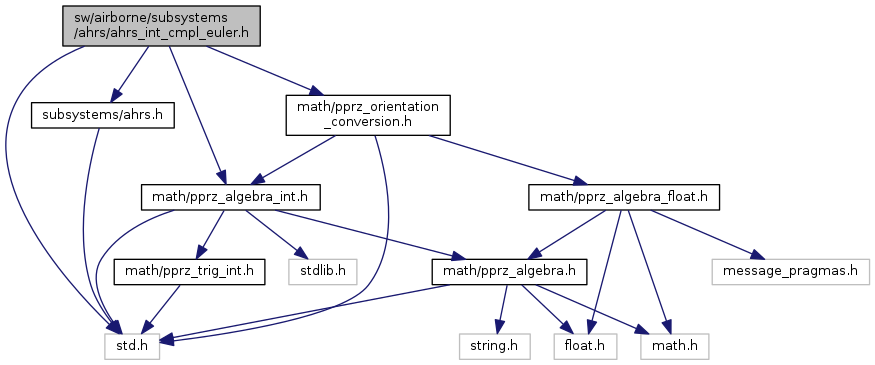 sw/airborne/subsystems
/ahrs/ahrs_int_cmpl_euler.h
subsystems/ahrs.h
math/pprz_orientation
_conversion.h
math/pprz_algebra_int.h
math/pprz_algebra_float.h
math/pprz_trig_int.h
stdlib.h
math/pprz_algebra.h
message_pragmas.h
std.h
string.h
float.h
math.h